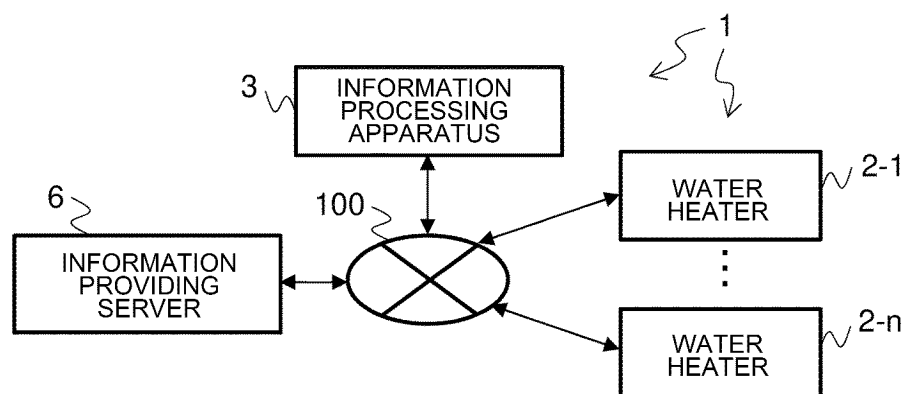 1
3
INFORMATION
PROCESSING
APPARATUS
2-1
WATER
HEATER
6
100
INFORMATION
PROVIDING
SERVER
2-n
WATER
HEATER